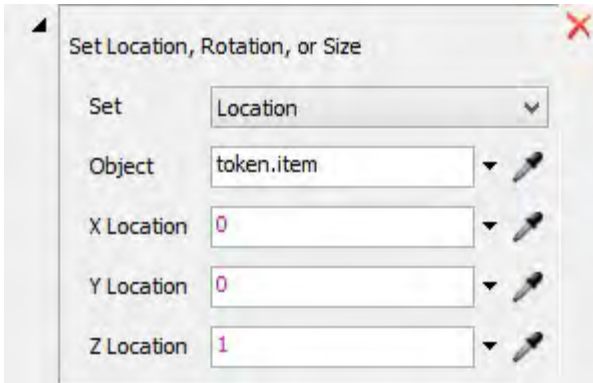 Set Location, Rotation, or Size
Set Location
Object token.item
X Location 0
Y Location 0
Z Location 1